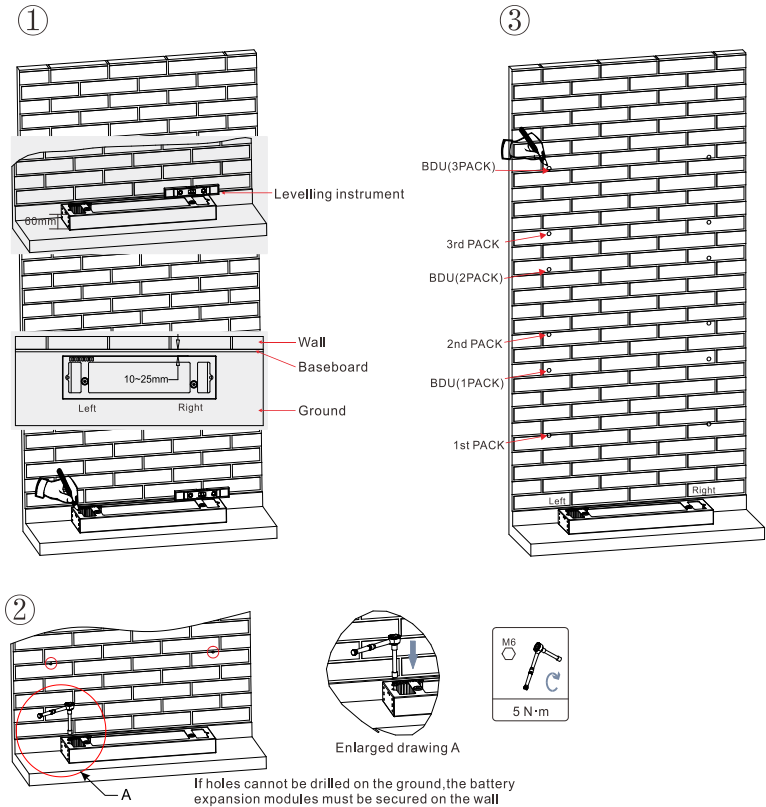 ①
Levelling instrument
60mm
Wall
Baseboard
10~25mm
Left
Right
Ground
③
BDU(3PACK)
3rd PACK
BDU(2PACK)
2nd PACK
BDU(1PACK)
1st PACK
Left
Right
②
A
Enlarged drawing A
M6
5 N·m
If holes cannot be drilled on the ground,the battery
expansion modules must be secured on the wall